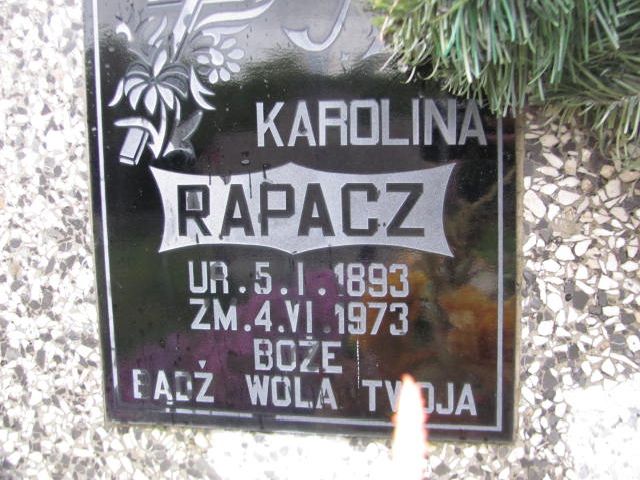 KAROLINA
RAPACZ
UR.5.I.1893
ZM.4.VI.1973
BOŻE
BĄDŹ WOLA TWOJA